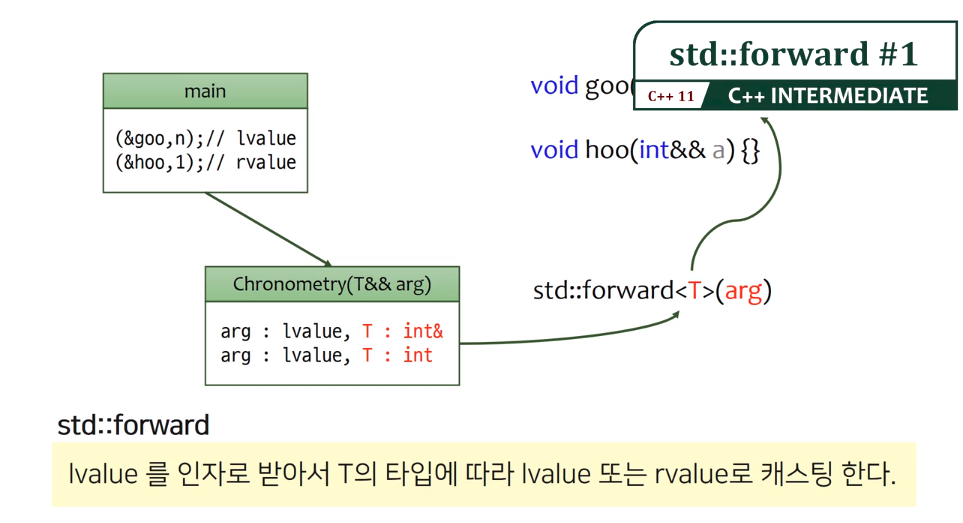 std::forward #1
C++ 11 C++ INTERMEDIATE
main
(&goo,n);// lvalue
(&hoo,1);// rvalue
void goo(
void hoo(int&& a) {}
Chronometry(T&& arg)
arg : lvalue, T : int&
arg : lvalue, T : int
std::forward<T>(arg)
std::forward
lvalue 를 인자로 받아서 T의 타입에 따라 lvalue 또는 rvalue로 캐스팅 한다.